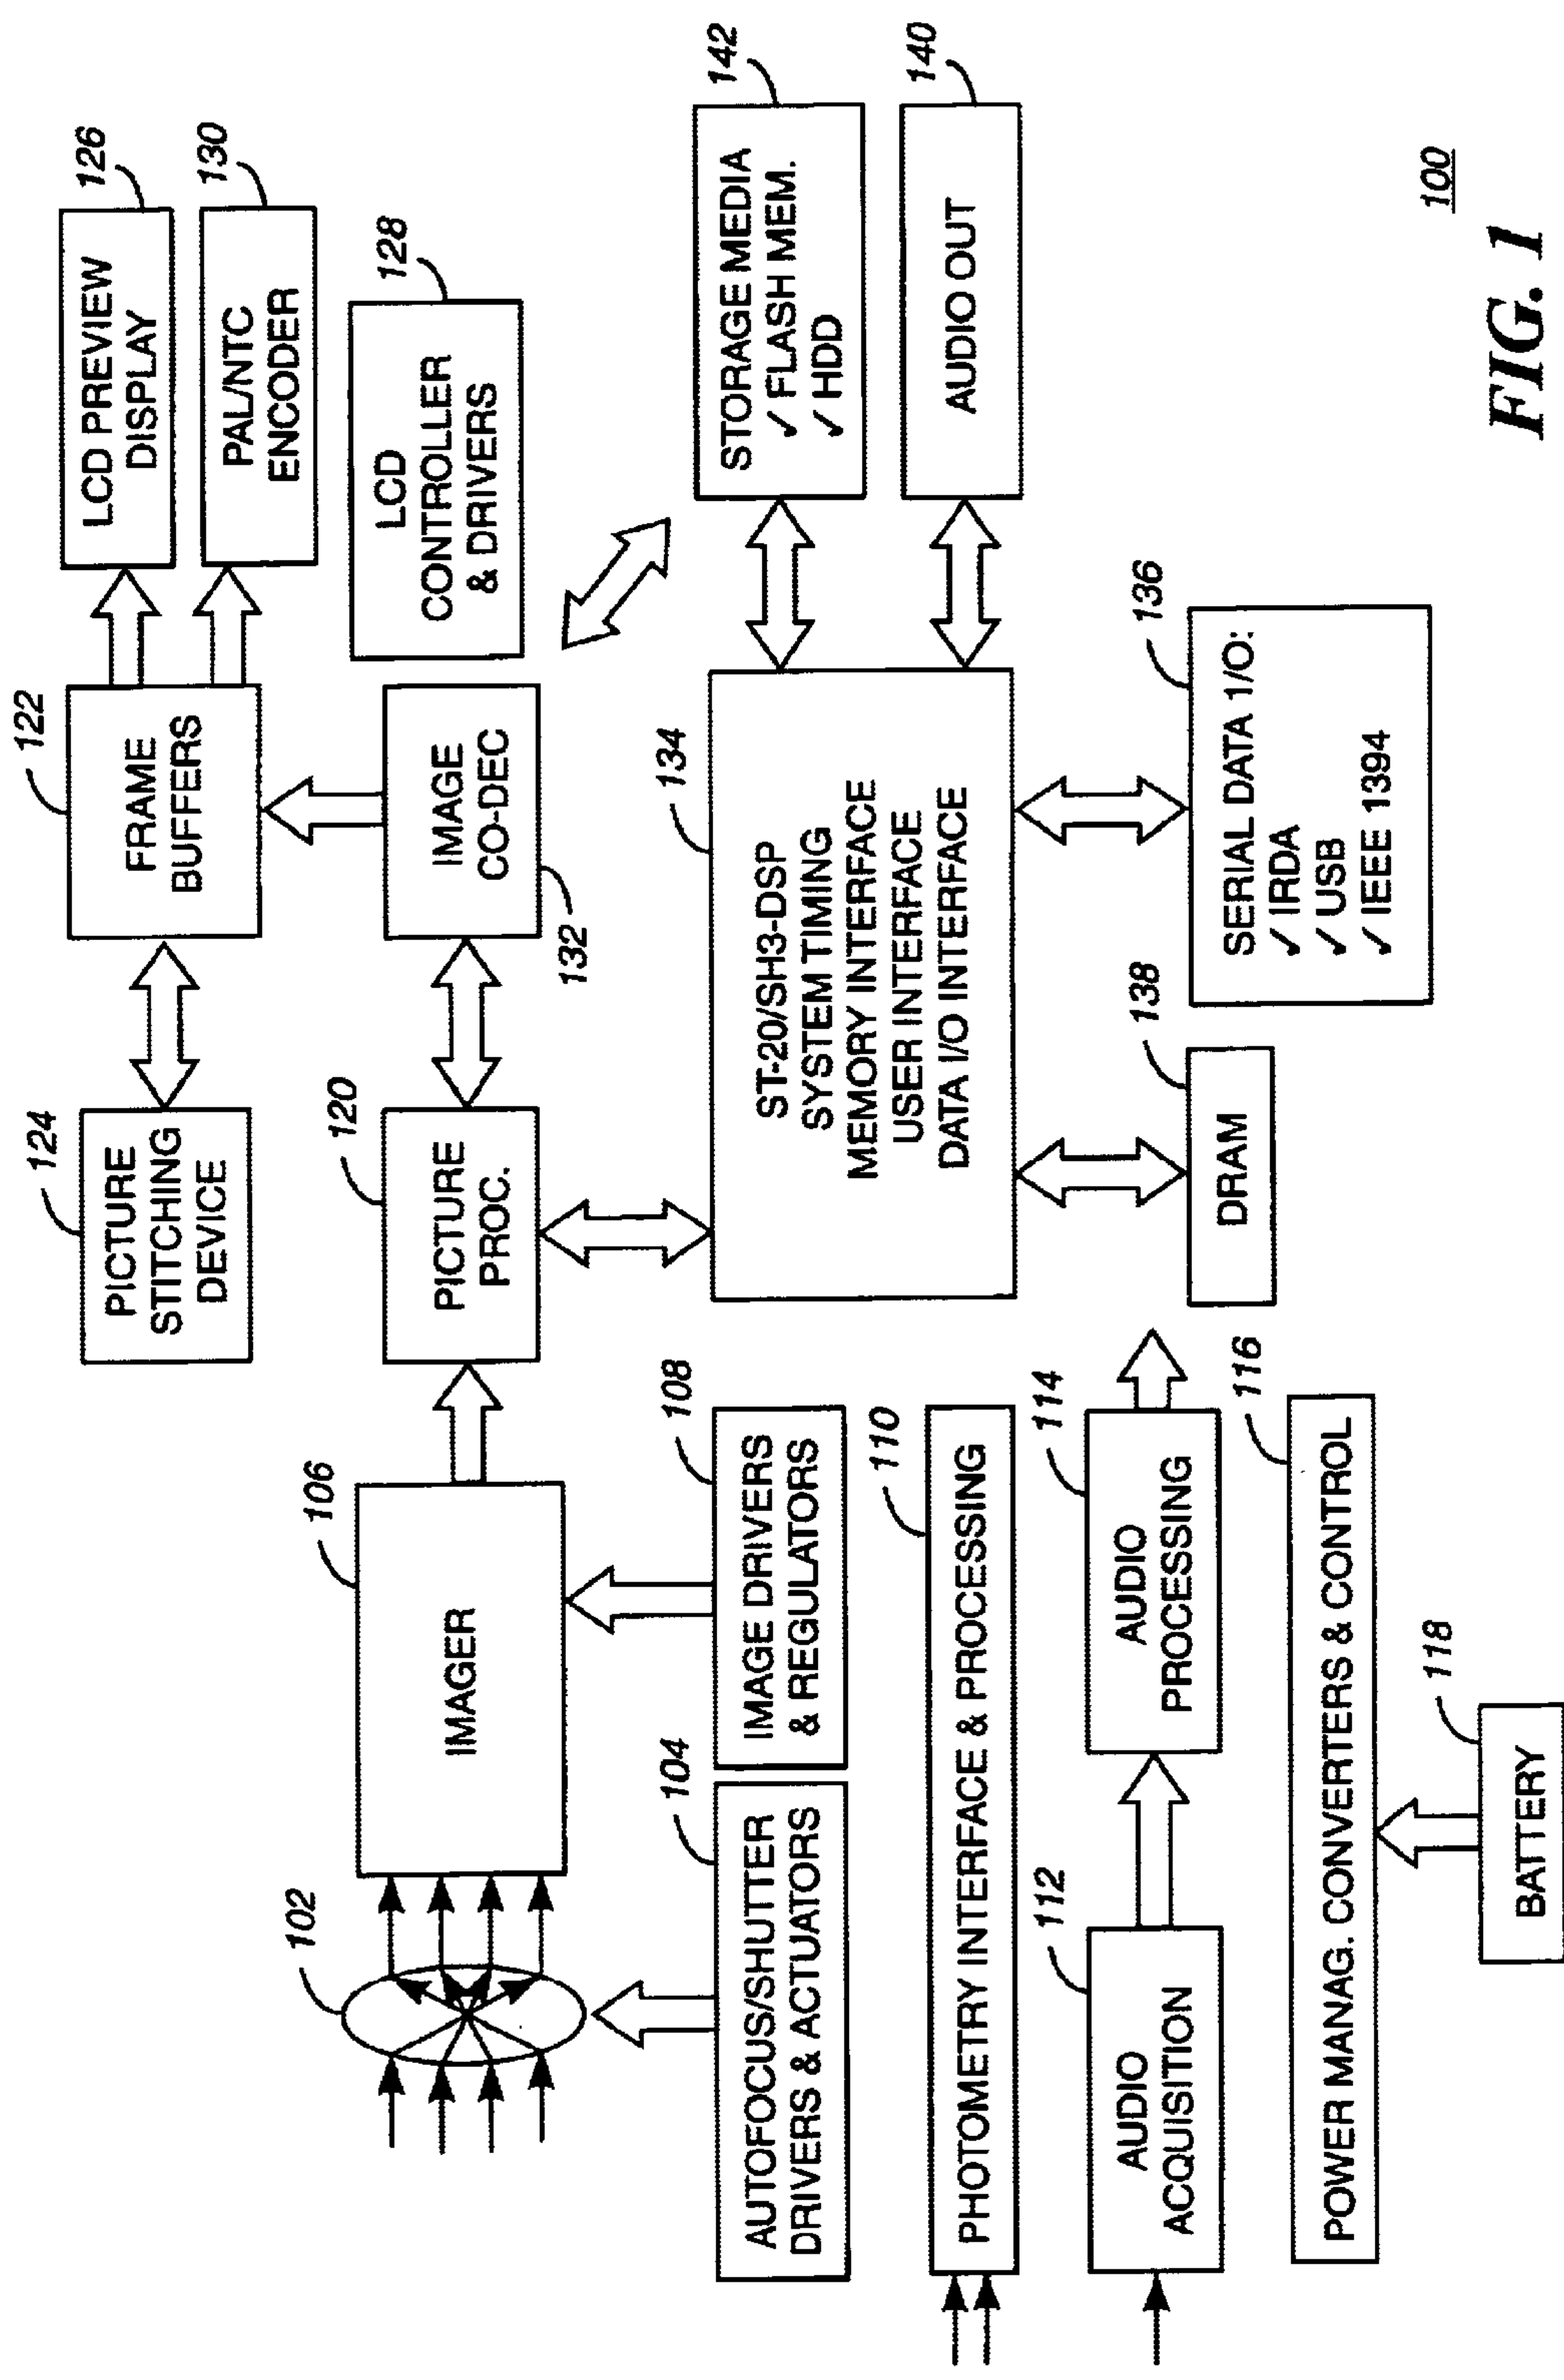 124
PICTURE
STITCHING
DEVICE
122
FRAME
BUFFERS
126
LCD PREVIEW
DISPLAY
130
PAL/NTC
ENCODER
102
106
IMAGER
120
PICTURE
PROC.
132
IMAGE
CO-DEC
128
LCD
CONTROLLER
& DRIVERS
104
AUTOFOCUS/SHUTTER
DRIVERS & ACTUATORS
108
IMAGE DRIVERS
& REGULATORS
134
ST-20/SH3-DSP
SYSTEM TIMING
MEMORY INTERFACE
USER INTERFACE
DATA I/O INTERFACE
142
STORAGE MEDIA
✓ FLASH MEM.
✓ HDD
110
PHOTOMETRY INTERFACE & PROCESSING
140
AUDIO OUT
112
AUDIO
ACQUISITION
114
AUDIO
PROCESSING
138
DRAM
136
SERIAL DATA 1/O:
✓ IRDA
✓ USB
✓ IEEE 1394
116
POWER MANAG. CONVERTERS & CONTROL
118
BATTERY
100
FIG. 1